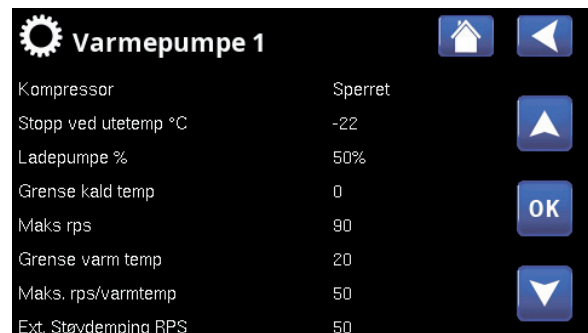 Varmepumpe 1
Kompressor Sperret
Stopp ved utetemp °C -22
Ladepumpe % 50%
Grense kald temp 0
Maks rps 90
Grense varm temp 20
Maks. rps/varmtemp 50
Ext. Støydemping RPS 50
OK